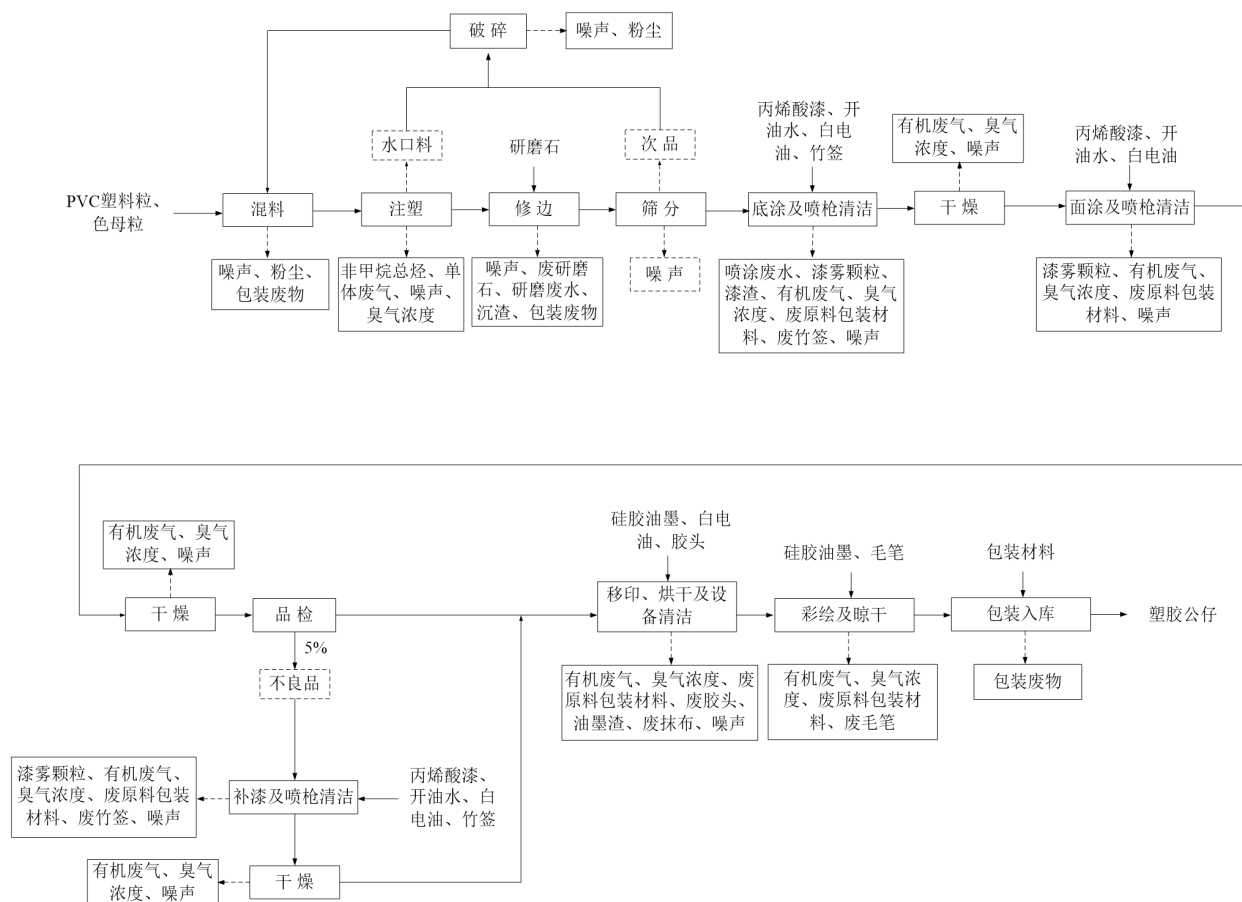 破 碎
噪声、粉尘
丙烯酸漆、开
油水、白电
油、竹签
有机废气、臭气
浓度、噪声
丙烯酸漆、开
油水、白电油
水口料
研磨石
次 品
PVC塑料粒、
色母粒
混料
注塑
修 边
筛 分
底涂及喷枪清洁
干 燥
面涂及喷枪清洁
噪声、粉尘、
包装废物
非甲烷总烃、单
体废气、噪声、
臭气浓度
噪声、废研磨
石、研磨废水、
沉渣、包装废物
噪 声
喷涂废水、漆雾颗粒、
漆渣、有机废气、臭气
浓度、废原料包装材
料、废竹签、噪声
漆雾颗粒、有机废气、
臭气浓度、废原料包装
材料、噪声
有机废气、臭气
浓度、噪声
硅胶油墨、白电
油、胶头
硅胶油墨、毛笔
包装材料
干 燥
品 检
移印、烘干及设
备清洁
彩绘及晾干
包装入库
塑胶公仔
5%
不良品
有机废气、臭气浓度、废
原料包装材料、废胶头、
油墨渣、废抹布、噪声
有机废气、臭气浓
度、废原料包装材
料、废毛笔
包装废物
漆雾颗粒、有机废气、
臭气浓度、废原料包装
材料、废竹签、噪声
补漆及喷枪清洁
丙烯酸漆、
开油水、白
电油、竹签
有机废气、臭气
浓度、噪声
干 燥